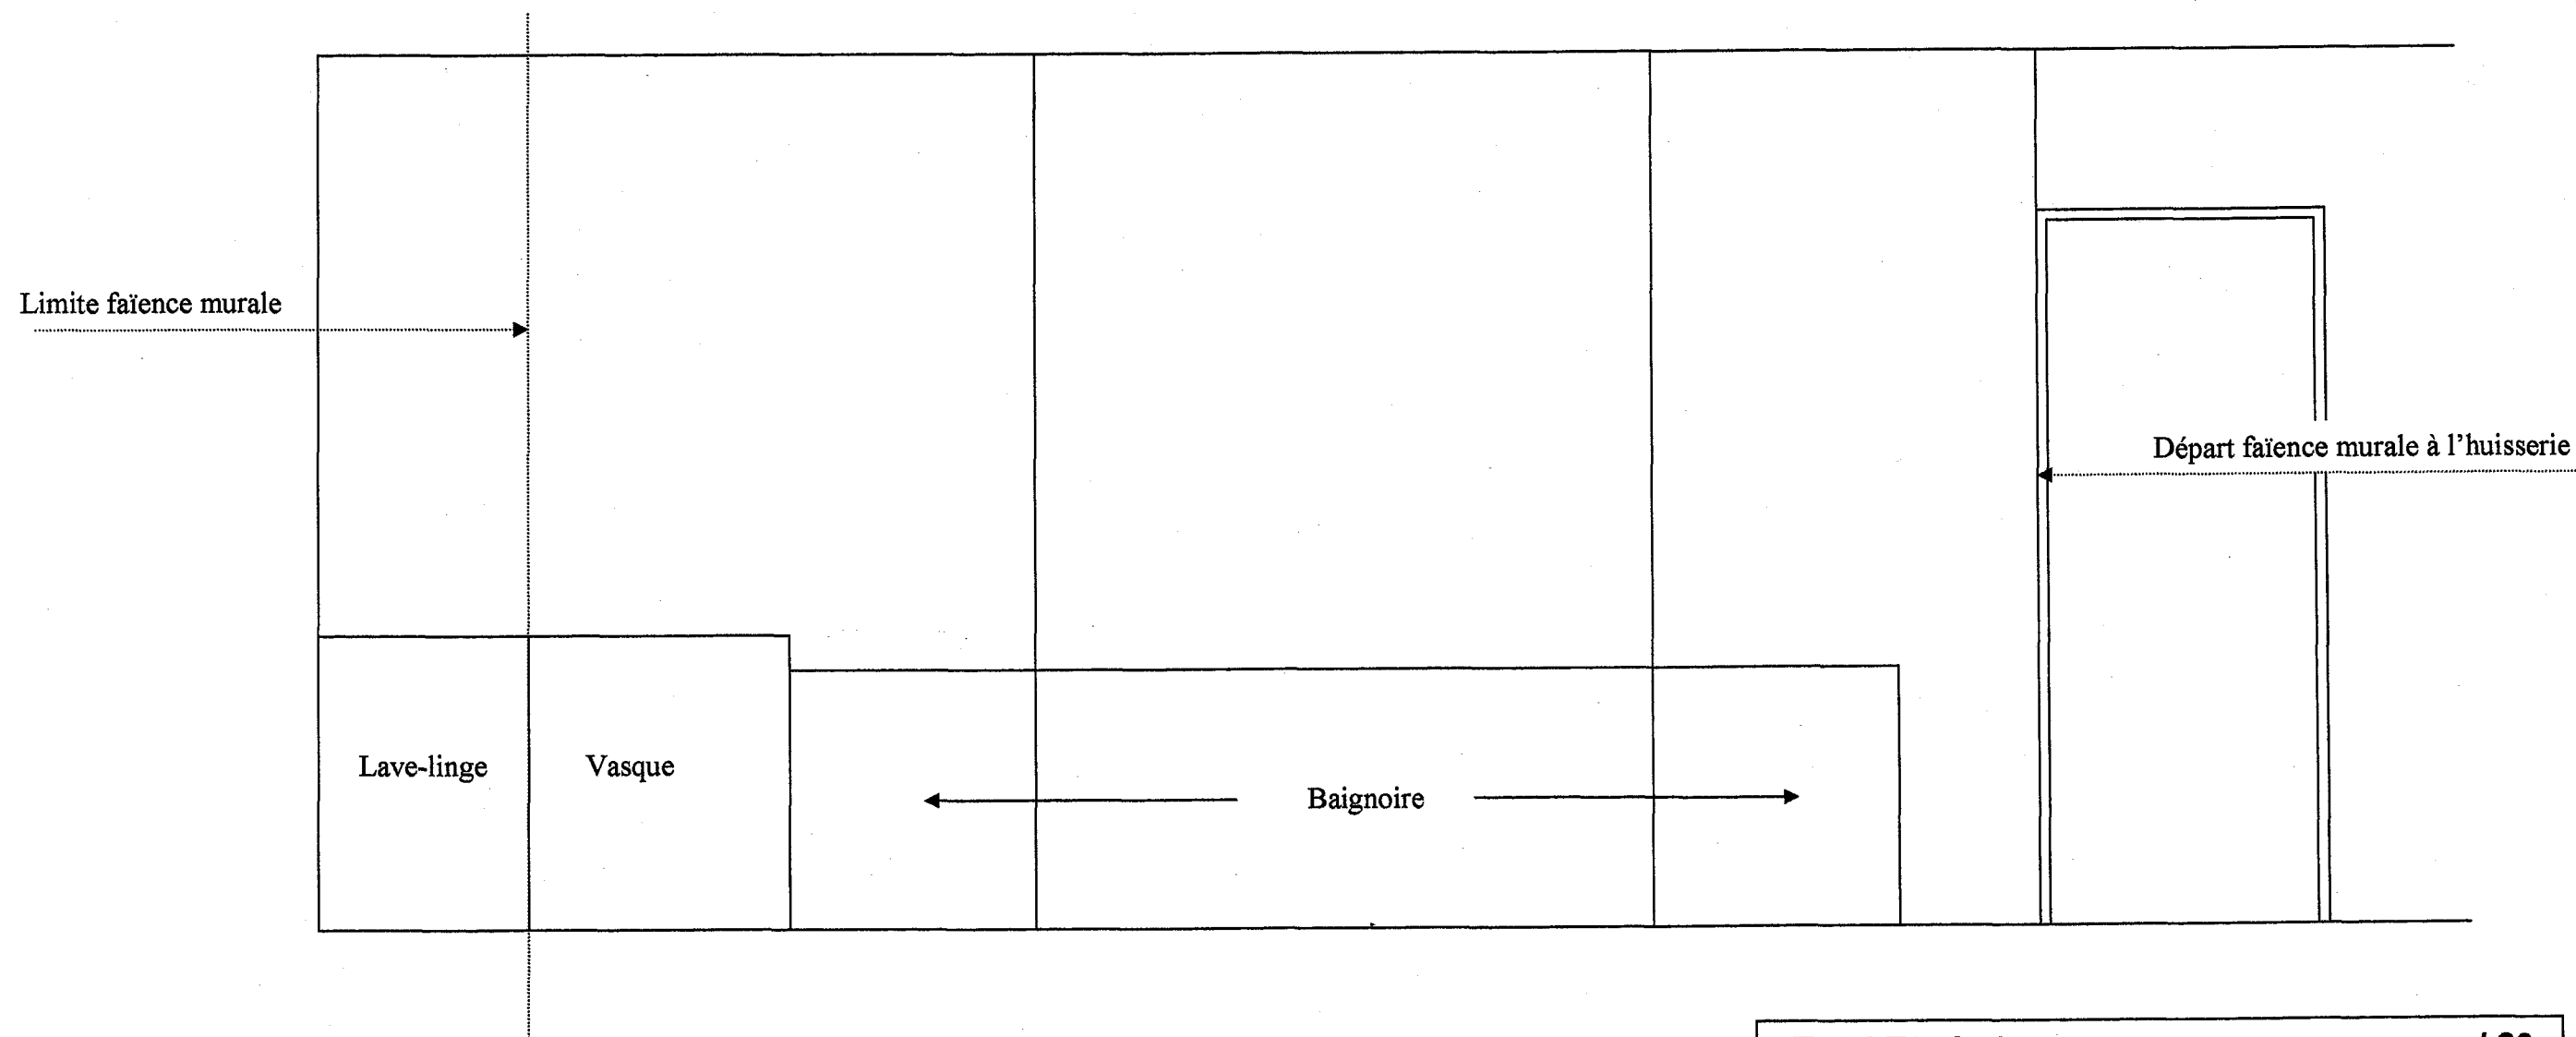 Limite faïence murale
Départ faïence murale à l’huisserie
Lave-linge
Vasque
Baignoire